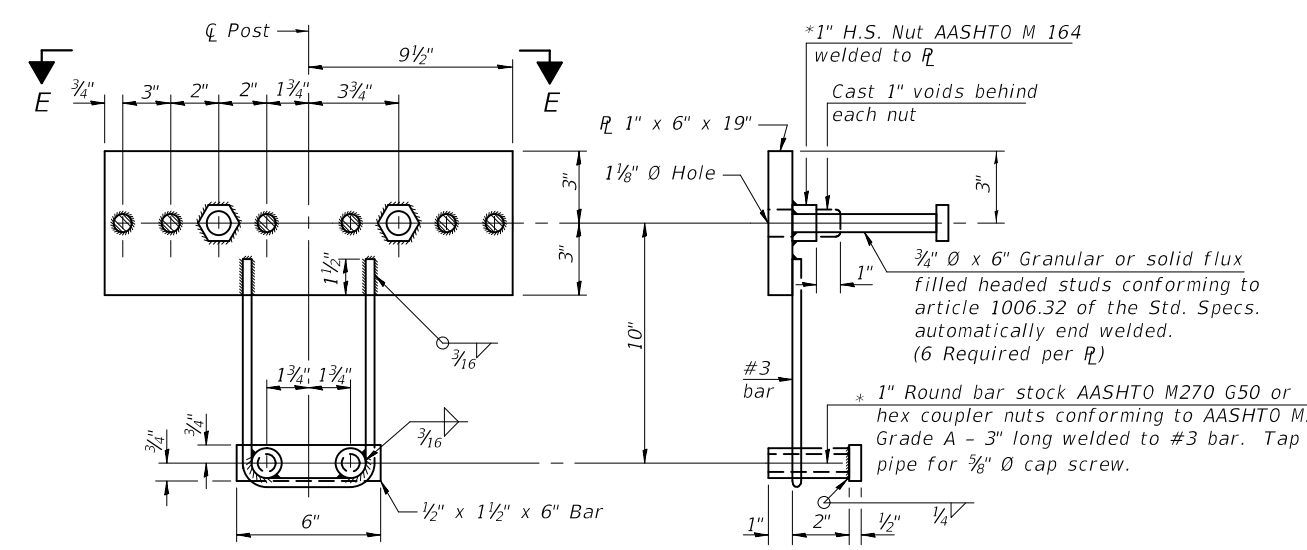 ℄ Post
9½"
E
E
¾"
3"
2"
2"
1¾"
3¾"
3"
3"
1½"
10"
3/16
1¾"
1¾"
¾"
¾"
3/16
6"
½" x 1½" x 6" Bar
*1" H.S. Nut AASHTO M 164
welded to ⅊
Cast 1" voids behind
each nut
⅊ 1" x 6" x 19"
1⅛" Ø Hole
3"
1"
¾" Ø x 6" Granular or solid flux
filled headed studs conforming to
article 1006.32 of the Std. Specs.
automatically end welded.
(6 Required per ⅊)
#3
bar
* 1" Round bar stock AASHTO M270 G50 or
hex coupler nuts conforming to AASHTO
Grade A - 3" long welded to #3 bar. Tap
pipe for ⅝" Ø cap screw.
¼
1"
2"
½"